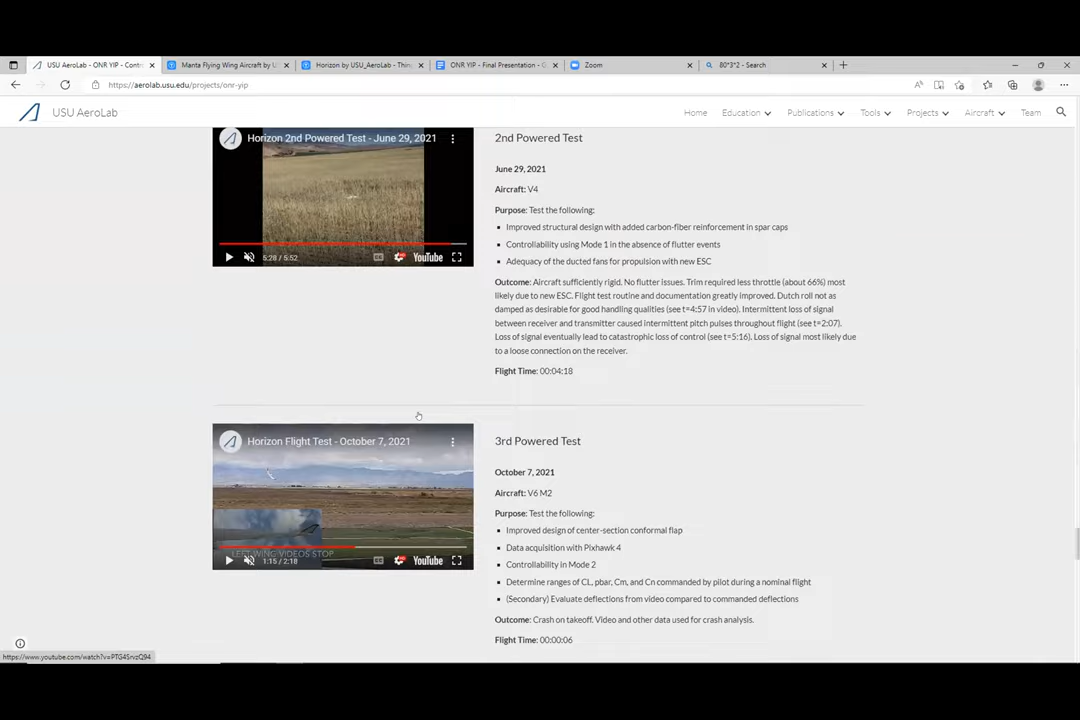 USU AeroLab - ONR YIP - Contr
Manta Flying Wing Aircraft by U
Horizon by USU_AeroLab - Thin
ONR YIP - Final Presentation - G
Zoom
80*3*2 - Search
https://aerolab.usu.edu/projects/onr-yip
USU AeroLab
Home
Education
Publications
Tools
Projects
Aircraft
Team
Horizon 2nd Powered Test - June 29, 2021
5:28 / 5:52
CC
YouTube
2nd Powered Test
June 29, 2021
Aircraft: V4
Purpose: Test the following:
Improved structural design with added carbon-fiber reinforcement in spar caps
Controllability using Mode 1 in the absence of flutter events
Adequacy of the ducted fans for propulsion with new ESC
Outcome: Aircraft sufficiently rigid. No flutter issues. Trim required less throttle (about 66%) most
likely due to new ESC. Flight test routine and documentation greatly improved. Dutch roll not as
damped as desirable for good handling qualities (see t=4:57 in video). Intermittent loss of signal
between receiver and transmitter caused intermittent pitch pulses throughout flight (see t=2:07).
Loss of signal eventually lead to catastrophic loss of control (see t=5:16). Loss of signal most likely due
to a loose connection on the receiver.
Flight Time: 00:04:18
Horizon Flight Test - October 7, 2021
LEFT WING VIDEOS STOP
1:15 / 2:18
CC
YouTube
3rd Powered Test
October 7, 2021
Aircraft: V6 M2
Purpose: Test the following:
Improved design of center-section conformal flap
Data acquisition with Pixhawk 4
Controllability in Mode 2
Determine ranges of CL, pbar, Cm, and Cn commanded by pilot during a nominal flight
(Secondary) Evaluate deflections from video compared to commanded deflections
Outcome: Crash on takeoff. Video and other data used for crash analysis.
Flight Time: 00:00:06
https://www.youtube.com/watch?v=PTG4SrvzQ94